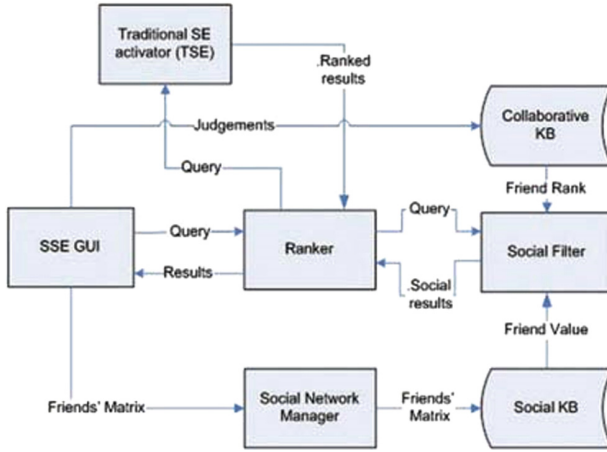 Traditional SE
activator (TSE)
.Ranked
results
Collaborative
KB
Judgements
Query
Friend Rank
SSE GUI
Query
Results
Ranker
Query
.Social
results
Social Filter
Friend Value
Friends' Matrix
Social Network
Manager
Friends'
Matrix
Social KB